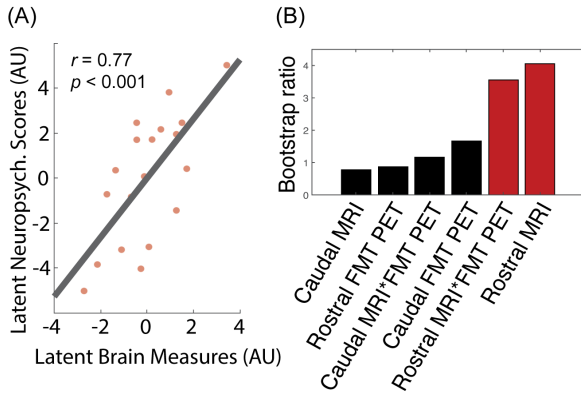 (A)
r = 0.77
p < 0.001
Latent Neuropsych. Scores (AU)
4
2
0
-2
-4
-4 -2 0 2 4
Latent Brain Measures (AU)
(B)
Bootstrap ratio
4
3
2
1
0
Caudal MRI
Rostral FMT PET
Caudal MRI*FMT PET
Caudal FMT PET
Rostral MRI*FMT PET
Rostral MRI